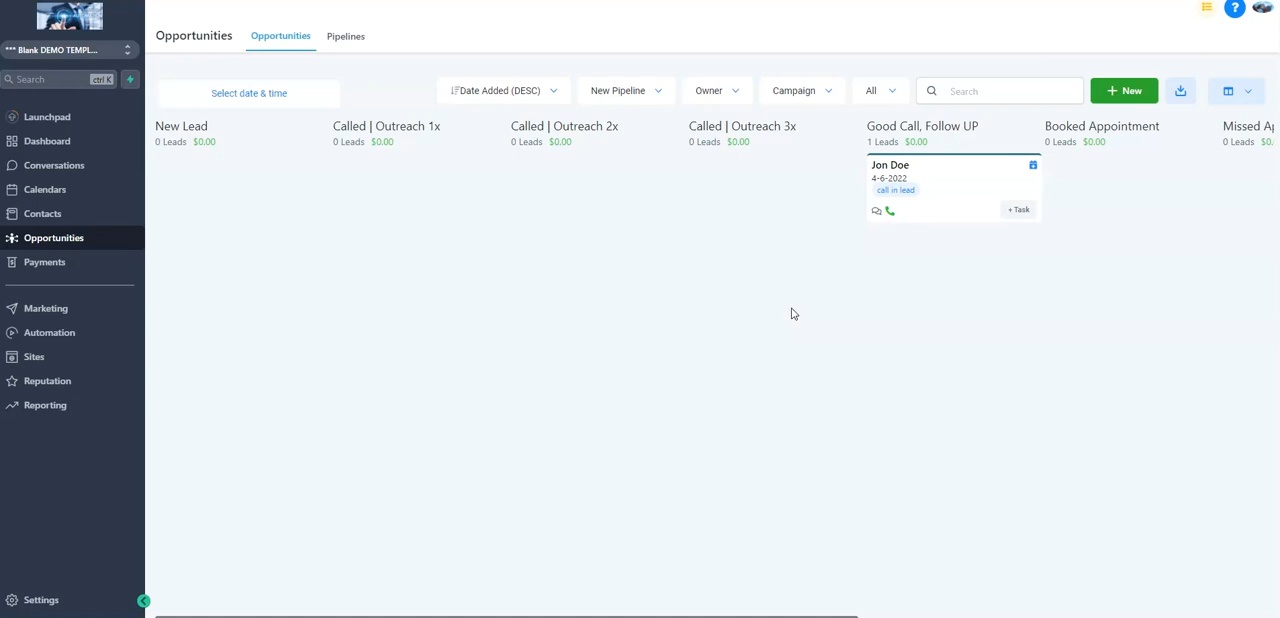 Opportunities
Opportunities
Pipelines
?
*** Blank DEMO TEMPL...
Search
ctrl K
Launchpad
Dashboard
Conversations
Calendars
Contacts
Opportunities
Payments
Marketing
Automation
Sites
Reputation
Reporting
Settings
Select date & time
Date Added (DESC)
New Pipeline
Owner
Campaign
All
Search
+ New
New Lead
0 Leads $0.00
Called | Outreach 1x
0 Leads $0.00
Called | Outreach 2x
0 Leads $0.00
Called | Outreach 3x
0 Leads $0.00
Good Call, Follow UP
1 Leads $0.00
Jon Doe
4-6-2022
call in lead
+ Task
Booked Appointment
0 Leads $0.00
Missed Ap
0 Leads $0.